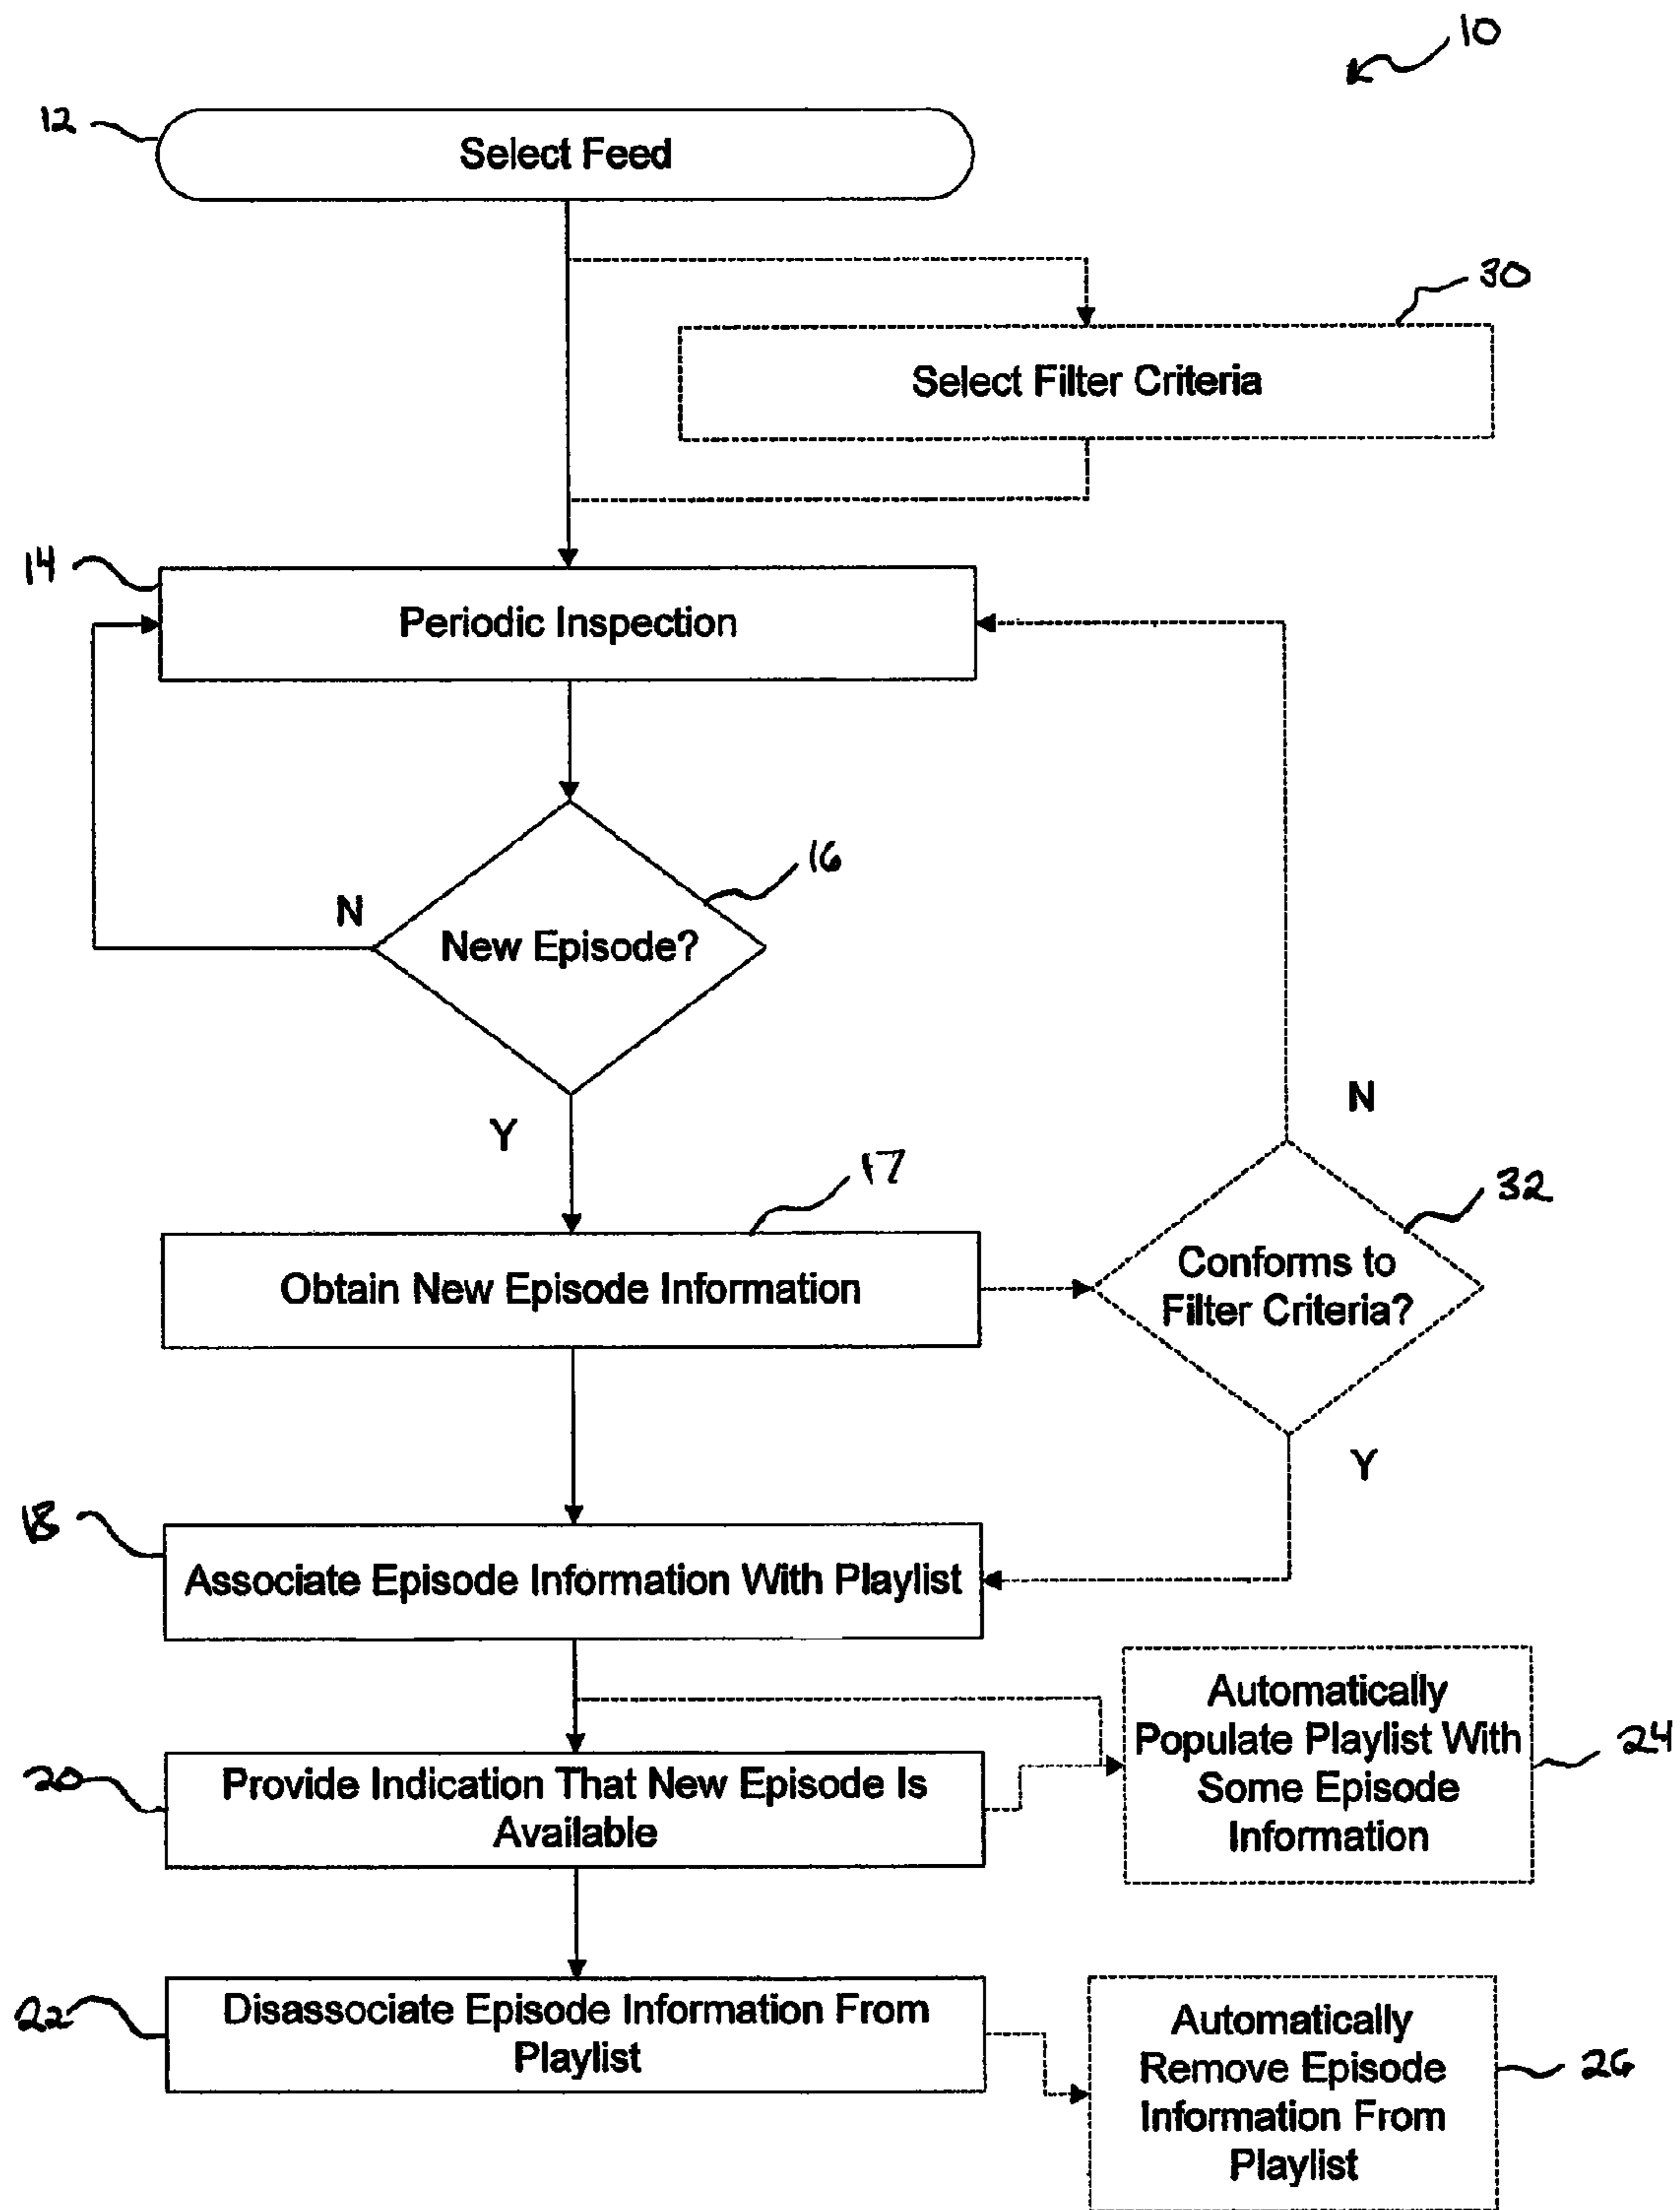 10
12
Select Feed
30
Select Filter Criteria
14
Periodic Inspection
16
N
New Episode?
N
Y
17
32
Conforms to
Filter Criteria?
Obtain New Episode Information
Y
18
Associate Episode Information With Playlist
Automatically
Populate Playlist With
Some Episode
Information
24
20
Provide Indication That New Episode Is
Available
22
Disassociate Episode Information From
Playlist
Automatically
Remove Episode
Information From
Playlist
26